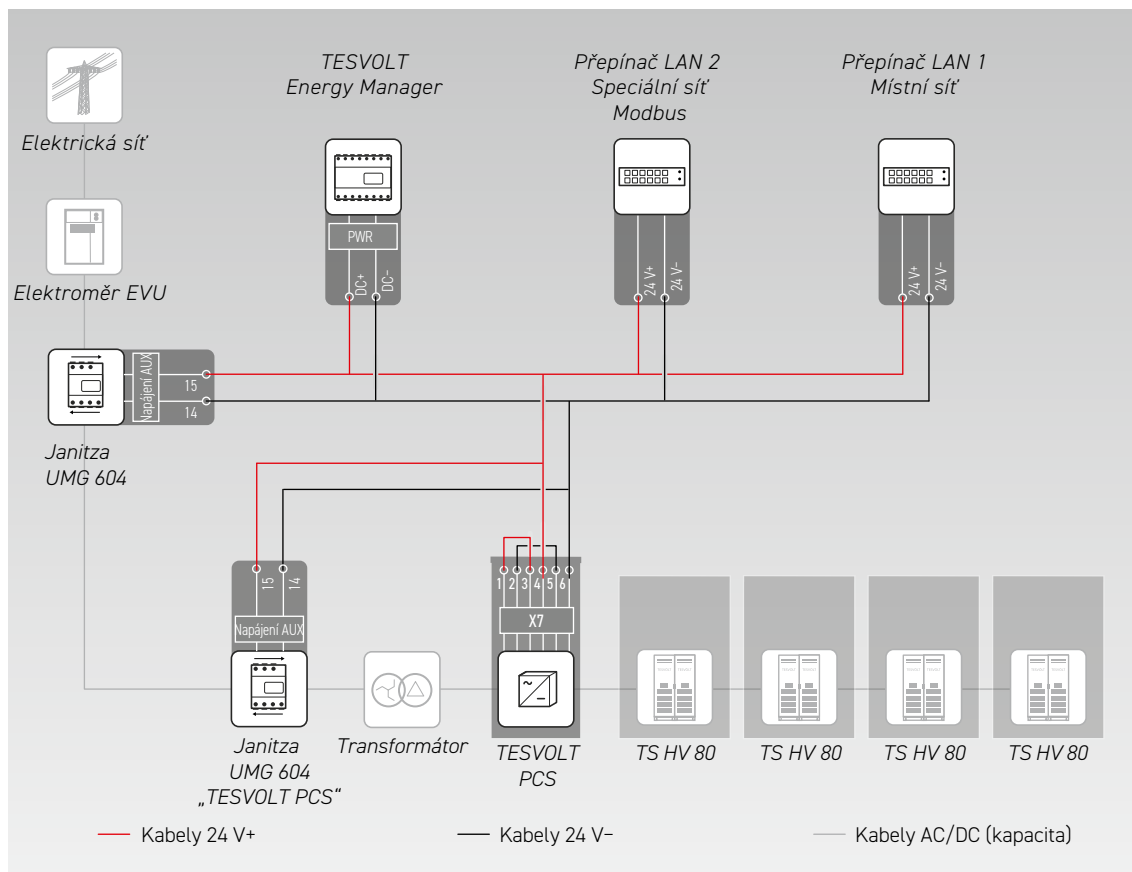 TESVOLT
Energy Manager
Přepínač LAN 2
Speciální síť
Modbus
Přepínač LAN 1
Místní síť
Elektrická síť
PWR
DC+
DC−
24 V+
24 V−
24 V+
24 V−
Elektroměr EVU
Napájení AUX
15
14
Janitza
UMG 604
15
14
Napájení AUX
1 2 3 4 5 6
X7
Janitza
UMG 604
„TESVOLT PCS“
Transformátor
TESVOLT
PCS
TS HV 80
TS HV 80
TS HV 80
TS HV 80
Kabely 24 V+
Kabely 24 V−
Kabely AC/DC (kapacita)